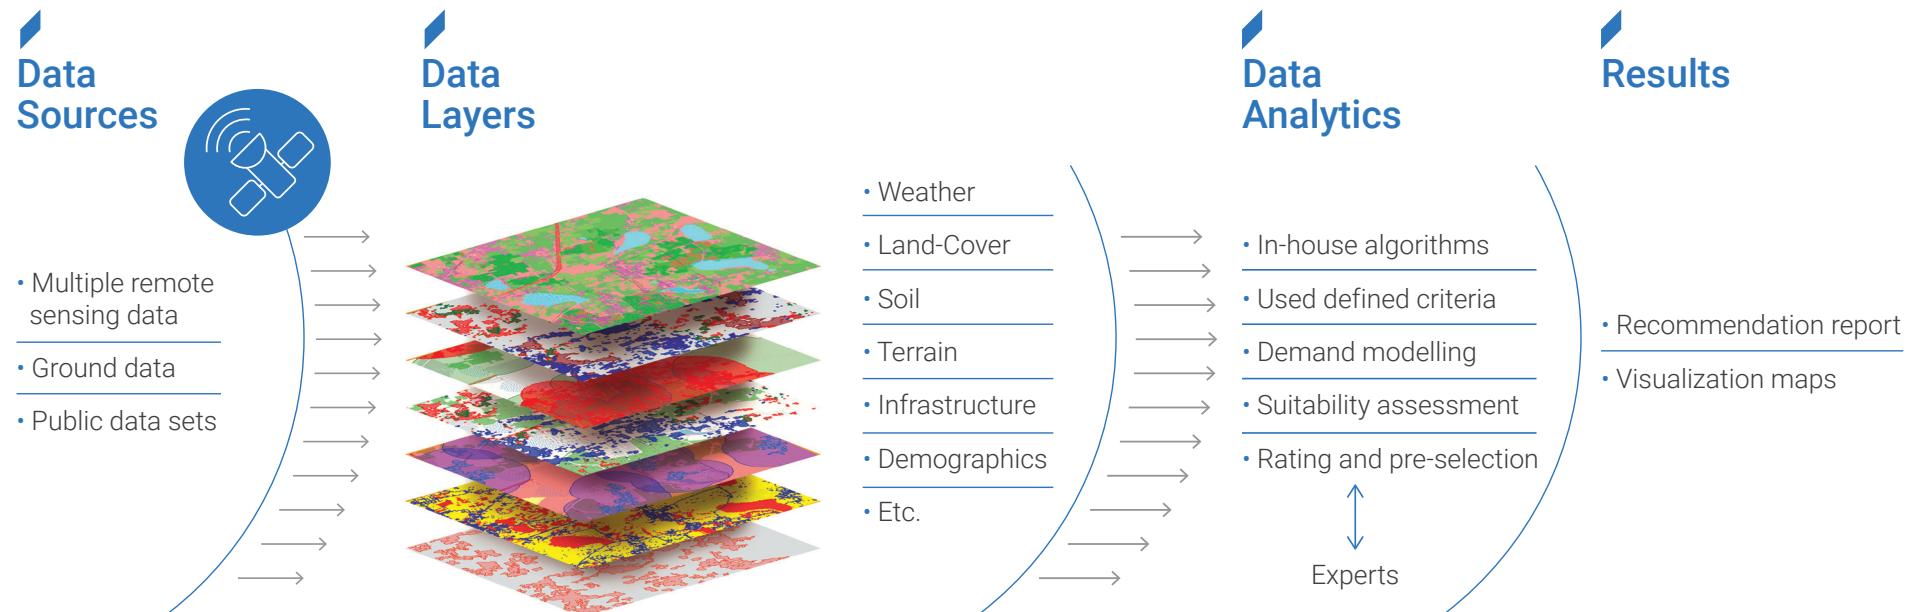 Data
Sources
• Multiple remote
sensing data
• Ground data
• Public data sets
Data
Layers
• Weather
• Land-Cover
• Soil
• Terrain
• Infrastructure
• Demographics
• Etc.
Data
Analytics
• In-house algorithms
• Used defined criteria
• Demand modelling
• Suitability assessment
• Rating and pre-selection
Experts
Results
• Recommendation report
• Visualization maps